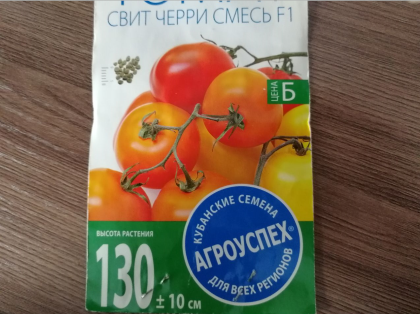 СВИТ ЧЕРРИ СМЕСЬ F1
ЦЕНА Б
КУБАНСКИЕ СЕМЕНА
АГРОУСПЕХ®
ДЛЯ ВСЕХ РЕГИОНОВ
ВЫСОТА РАСТЕНИЯ
130 ± 10 СМ